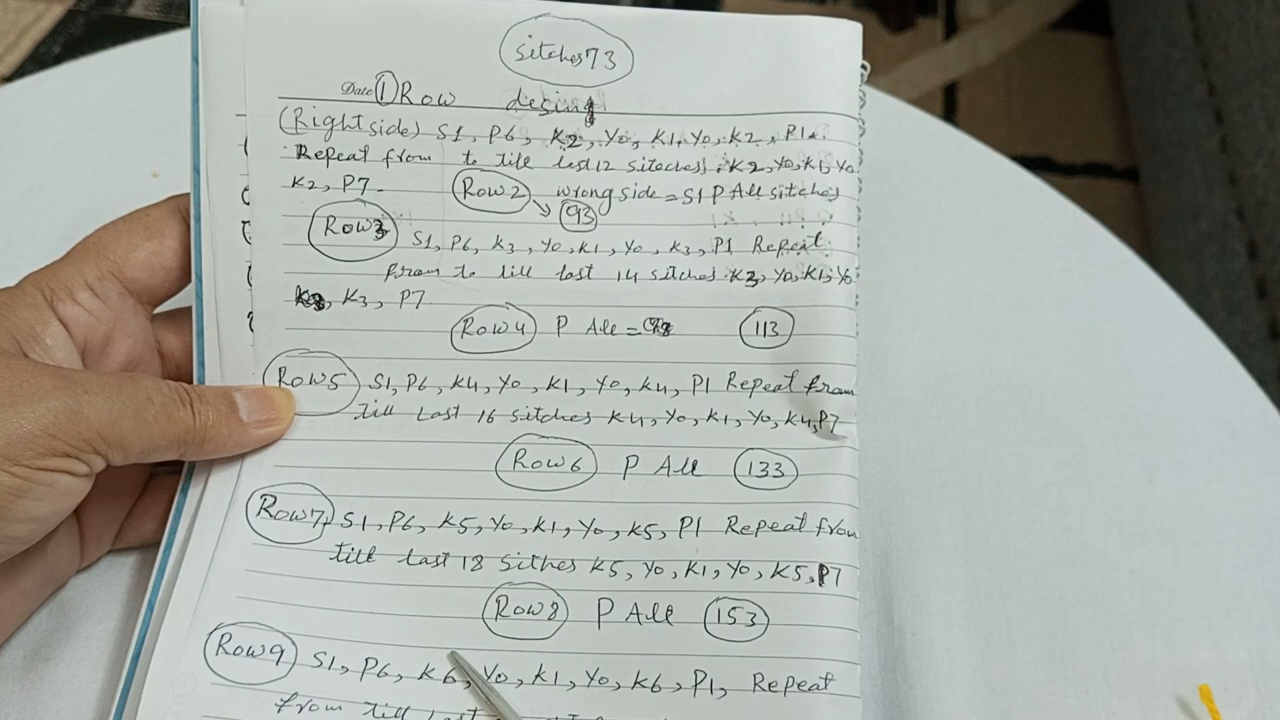 Sitches 73
Date ① Row desing
(Right side) S1, P6, K2, Yo, K1, Yo, K2, P1*.
Repeat from to till last 12 sitaches, K2, Yo, K1, Yo
K2, P7.
Row 2 wrong side = S1 P All sitches
93
Row 3 S1, P6, K3, Yo, K1, Yo, K3, P1 Repeat
from to till last 14 sitches K3, Yo, K1, Yo
K3, P7
Row 4 P All = 113
Row 5 S1, P6, K4, Yo, K1, Yo, K4, P1 Repeat from
till Last 16 Sitches K4, Yo, K1, Yo, K4, P7
Row 6 P All 133
Row 7, S1, P6, K5, Yo, K1, Yo, K5, P1 Repeat from
till Last 18 Sithes K5, Yo, K1, Yo, K5, P7
Row 8 P All 153
Row 9 S1, P6, K6, Yo, K1, Yo, K6, P1, Repeat
from till Last